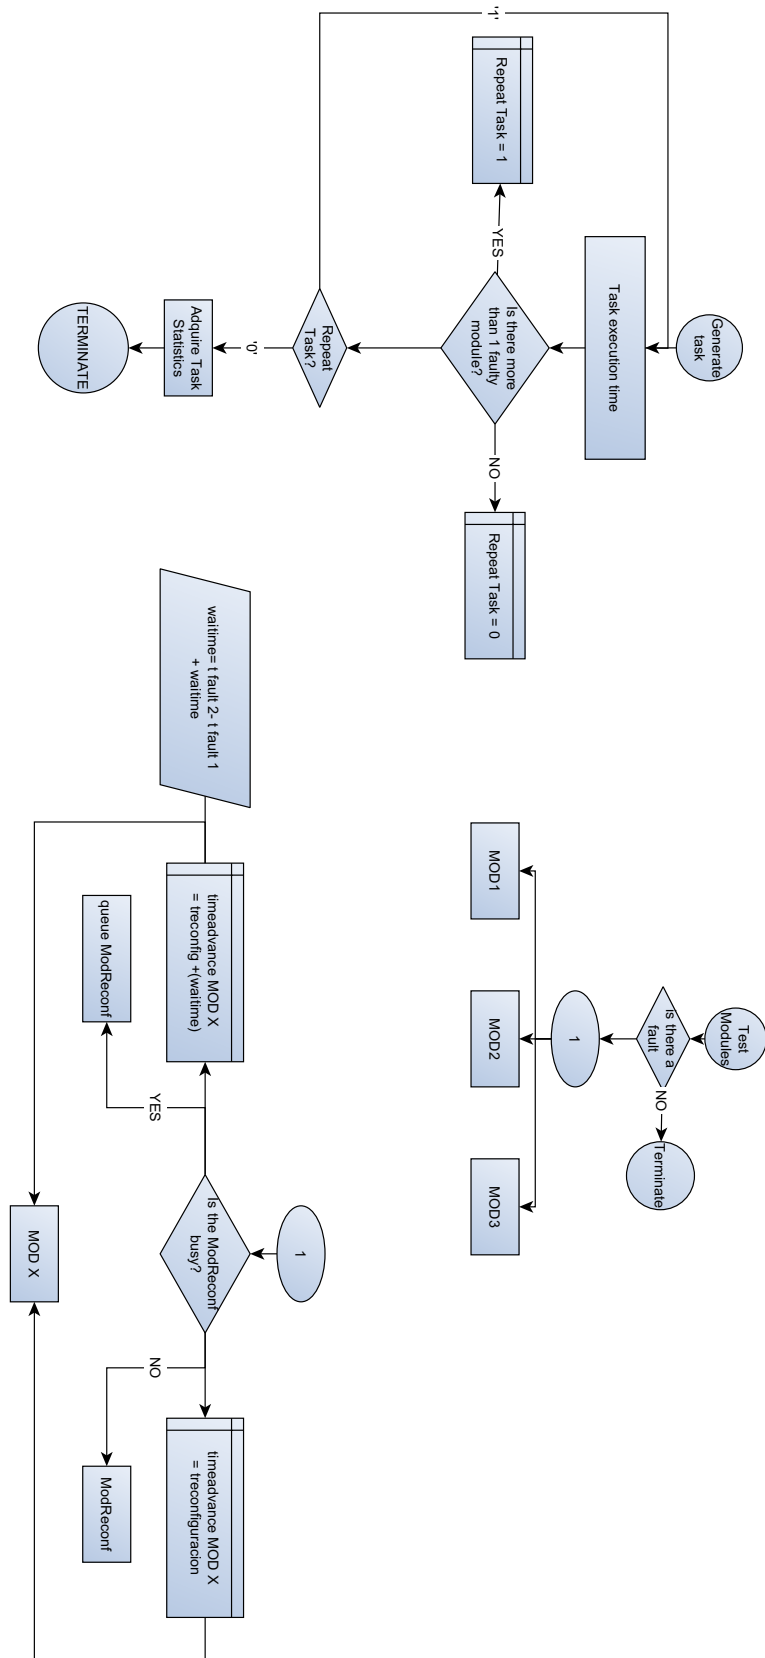 Generate
task
Task execution time
Is there more
than 1 faulty
module?
YES
Repeat Task = 1
NO
Repeat Task = 0
Repeat
Task?
'1'
'0'
Adquire Task
Statistics
TERMINATE
Test
Modules
is there a
fault
NO
Terminate
1
MOD1
MOD2
MOD3
1
Is the ModReconf
busy?
YES
timeadvance MOD X
= treconfig +(waitime)
queue ModReconf
waitime= t fault 2- t fault 1
+ waitime
NO
timeadvance MOD X
= treconfiguracion
ModReconf
MOD X